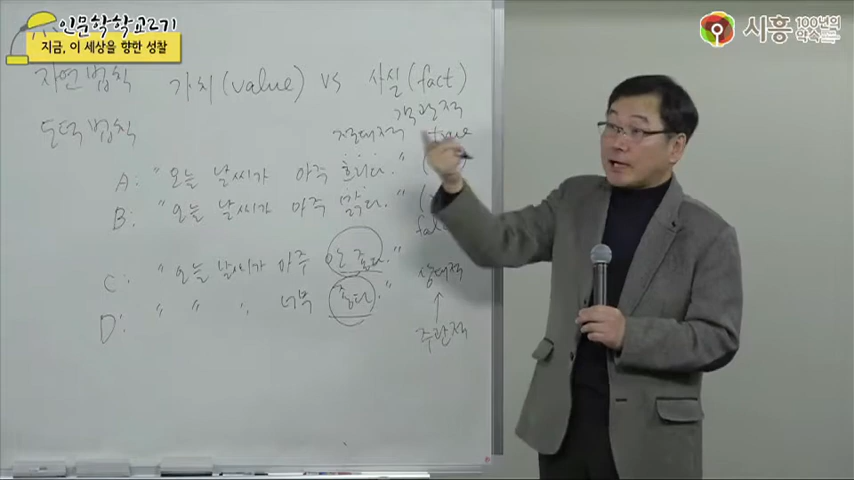 인문학학교2기
지금, 이 세상을 향한 성찰
시흥 100년의 약속
자연법칙 가치(value) vs 사실(fact)
객관적
도덕법칙 절대적 true
A: "오늘 날씨가 아주 흐리다."
B: "오늘 날씨가 아주 맑다."
C: "오늘 날씨가 아주 안 좋다." 상대적
D: " " " 너무 좋다." ↑
주관적